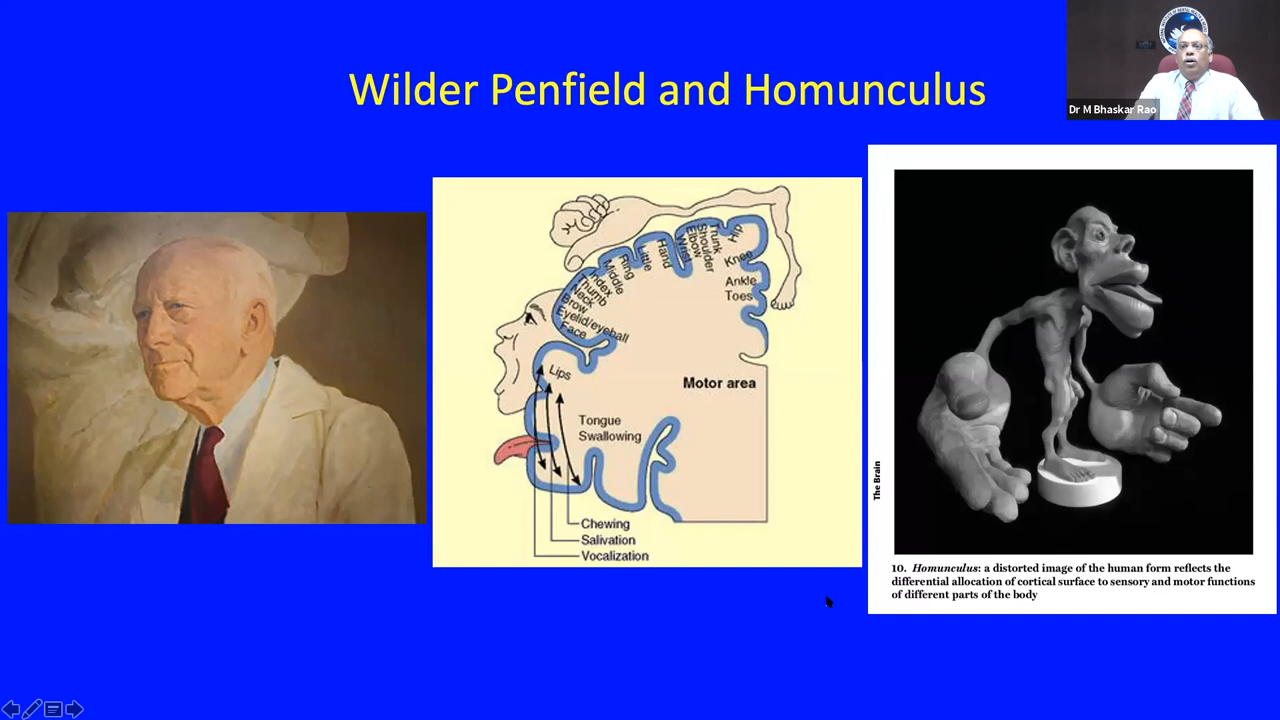 Wilder Penfield and Homunculus
Dr M Bhaskar Rao
Hip
Trunk
Shoulder
Elbow
Wrist
Hand
Little
Ring
Middle
Index
Thumb
Neck
Brow
Eyelid/eyeball
Face
Knee
Ankle
Toes
Lips
Motor area
Tongue
Swallowing
Chewing
Salivation
Vocalization
The Brain
10. Homunculus: a distorted image of the human form reflects the
differential allocation of cortical surface to sensory and motor functions
of different parts of the body